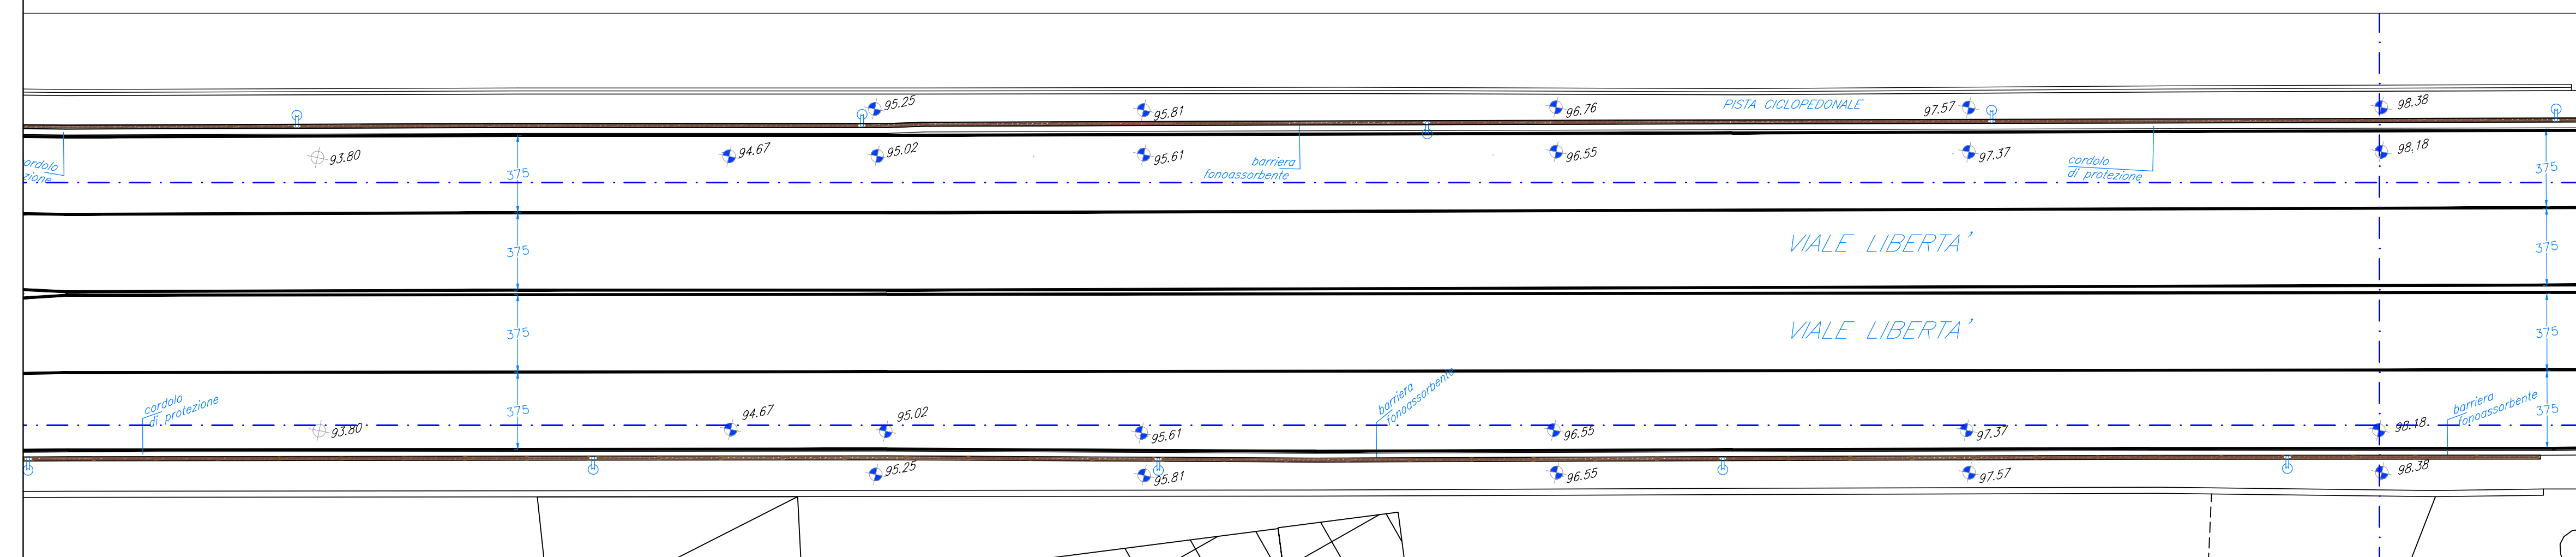 95.25
95.81
96.76
PISTA CICLOPEDONALE
97.57
98.38
ordolo
zione
93.80
94.67
95.02
95.61
barriera
fonoassorbente
96.55
97.37
cordolo
di protezione
98.18
375
375
375
375
VIALE LIBERTA'
VIALE LIBERTA'
375
375
375
375
cordolo
di protezione
93.80
94.67
95.02
95.61
barriera
fonoassorbente
96.55
97.37
98.18
barriera
fonoassorbente
95.25
95.81
96.55
97.57
98.38